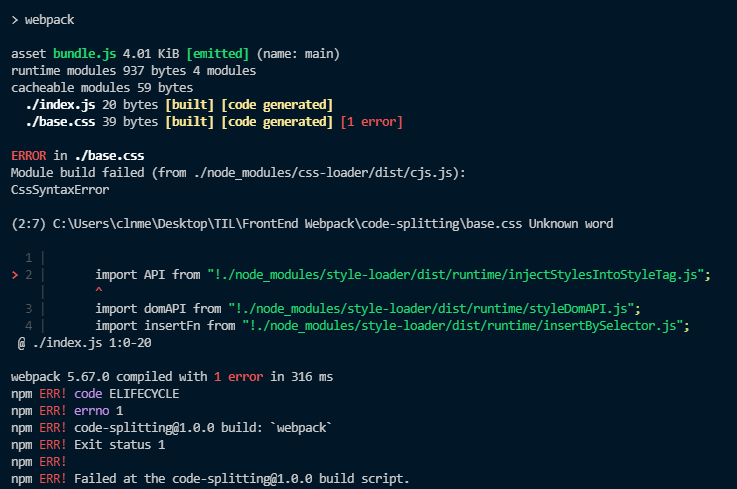 > webpack
asset bundle.js 4.01 KiB [emitted] (name: main)
runtime modules 937 bytes 4 modules
cacheable modules 59 bytes
./index.js 20 bytes [built] [code generated]
./base.css 39 bytes [built] [code generated] [1 error]
ERROR in ./base.css
Module build failed (from ./node_modules/css-loader/dist/cjs.js):
CssSyntaxError
(2:7) C:\Users\clnme\Desktop\TIL\FrontEnd Webpack\code-splitting\base.css Unknown word
1 |
> 2 |       import API from "!./node_modules/style-loader/dist/runtime/injectStylesIntoStyleTag.js";
|       ^
3 |       import domAPI from "!./node_modules/style-loader/dist/runtime/styleDomAPI.js";
4 |       import insertFn from "!./node_modules/style-loader/dist/runtime/insertBySelector.js";
@ ./index.js 1:0-20
webpack 5.67.0 compiled with 1 error in 316 ms
npm ERR! code ELIFECYCLE
npm ERR! errno 1
npm ERR! code-splitting@1.0.0 build: `webpack`
npm ERR! Exit status 1
npm ERR!
npm ERR! Failed at the code-splitting@1.0.0 build script.